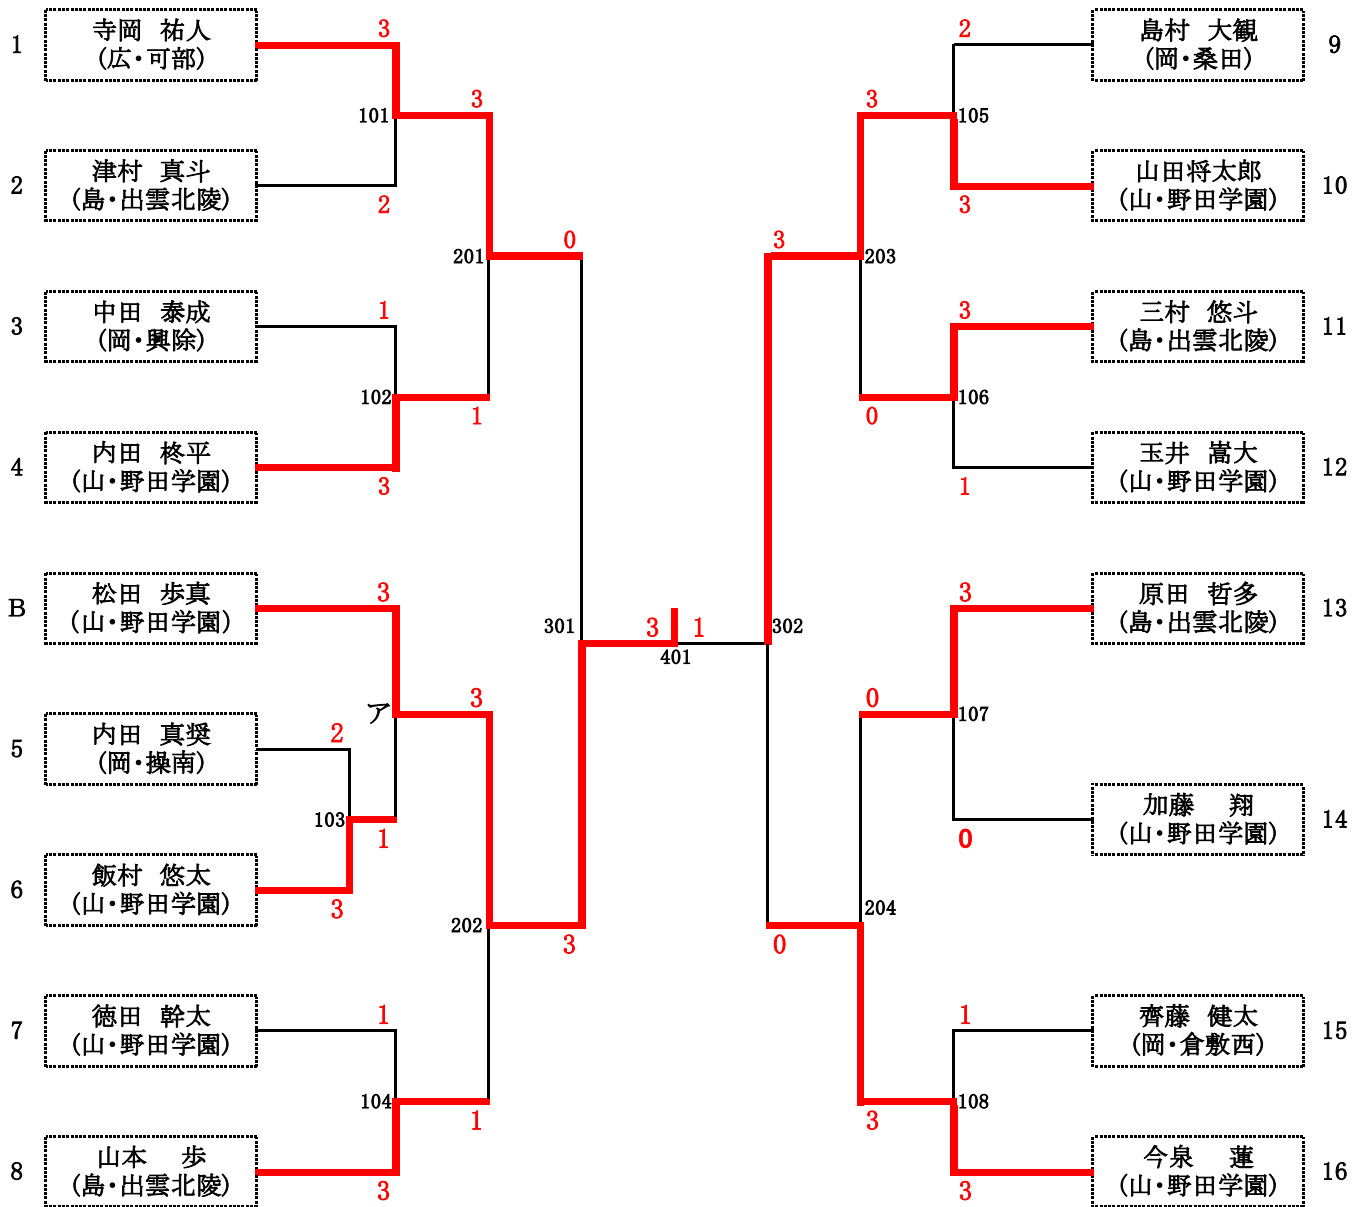 1
寺岡 祐人
(広・可部)
3
101
3
2
津村 真斗
(島・出雲北陵)
2
201
0
3
中田 泰成
(岡・興除)
1
102
1
4
内田 柊平
(山・野田学園)
3
B
松田 歩真
(山・野田学園)
3
301
3
1
401
302
ア
3
5
内田 真奨
(岡・操南)
2
103
1
6
飯村 悠太
(山・野田学園)
3
202
3
7
徳田 幹太
(山・野田学園)
1
104
1
8
山本 歩
(島・出雲北陵)
3
2
島村 大観
(岡・桑田)
9
3
105
山田将太郎
(山・野田学園)
10
3
3
203
3
三村 悠斗
(島・出雲北陵)
11
106
0
玉井 嵩大
(山・野田学園)
12
1
3
原田 哲多
(島・出雲北陵)
13
0
107
加藤 翔
(山・野田学園)
14
0
204
0
1
齊藤 健太
(岡・倉敷西)
15
108
3
今泉 蓮
(山・野田学園)
16
3